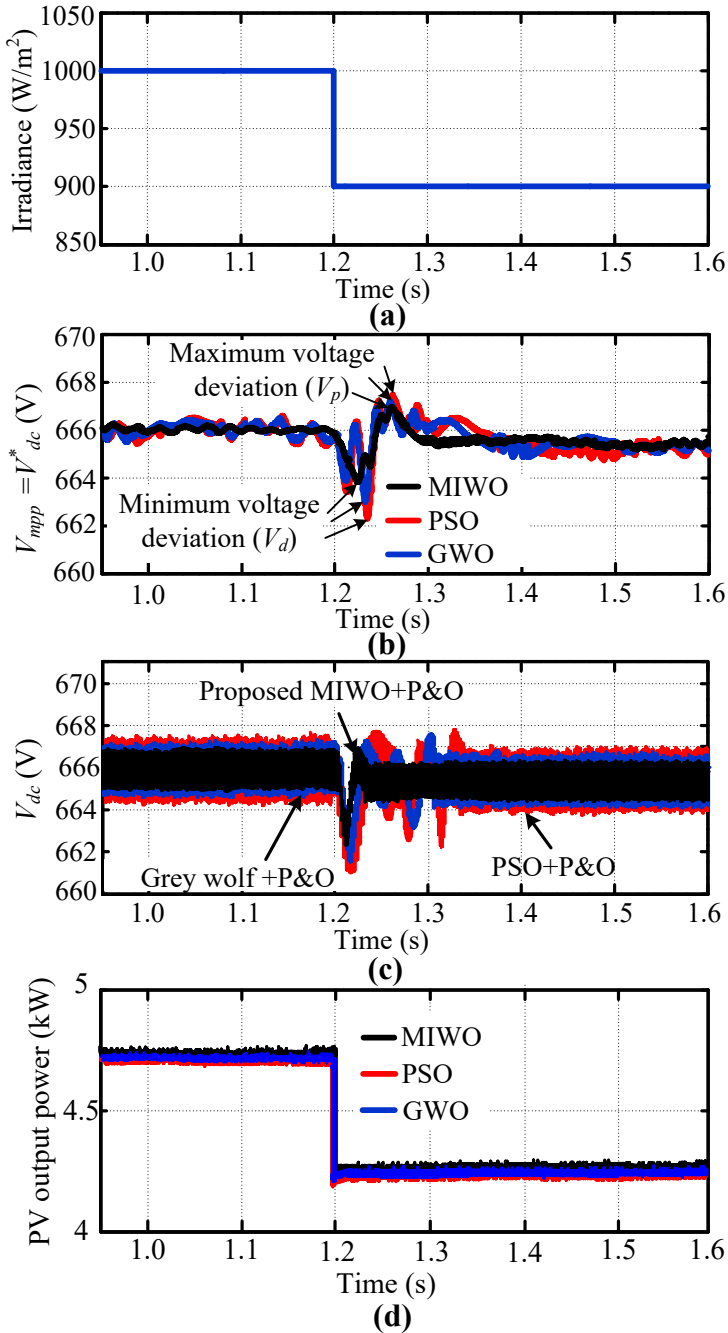 1050
1000
950
900
850
Irradiance (W/m²)
1.0 1.1 1.2 1.3 1.4 1.5 1.6
Time (s)
(a)
670
668
666
664
662
660
V_mpp = V*_dc (V)
Maximum voltage
deviation (V_p)
Minimum voltage
deviation (V_d)
MIWO
PSO
GWO
1.0 1.1 1.2 1.3 1.4 1.5 1.6
Time (s)
(b)
670
668
666
664
662
660
V_dc (V)
Proposed MIWO+P&O
Grey wolf +P&O
PSO+P&O
1.0 1.1 1.2 1.3 1.4 1.5 1.6
Time (s)
(c)
5
4.5
4
PV output power (kW)
MIWO
PSO
GWO
1.0 1.1 1.2 1.3 1.4 1.5 1.6
Time (s)
(d)